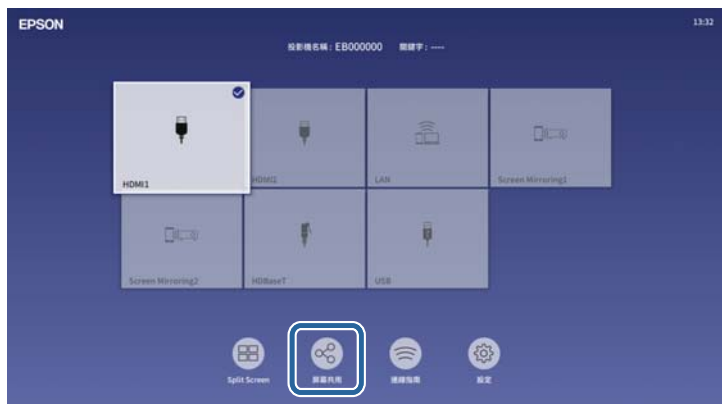 EPSON
13:32
投影機名稱 : EB000000 關鍵字 : ----
HDMI1
HDMI2
LAN
Screen Mirroring1
Screen Mirroring2
HDBaseT
USB
Split Screen
屏幕共用
連線指南
設定